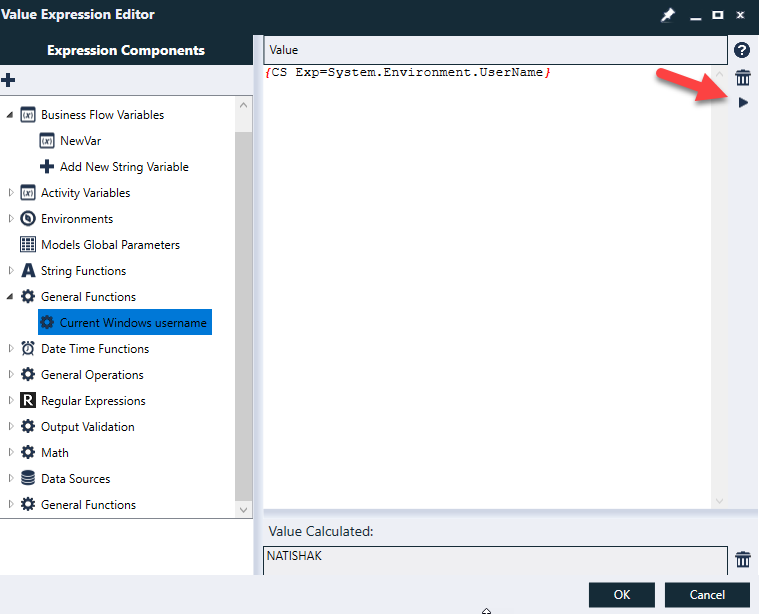 Value Expression Editor
Expression Components
Value
{CS Exp=System.Environment.UserName}
Business Flow Variables
NewVar
Add New String Variable
Activity Variables
Environments
Models Global Parameters
String Functions
General Functions
Current Windows username
Date Time Functions
General Operations
Regular Expressions
Output Validation
Math
Data Sources
General Functions
Value Calculated:
NATISHAK
OK
Cancel